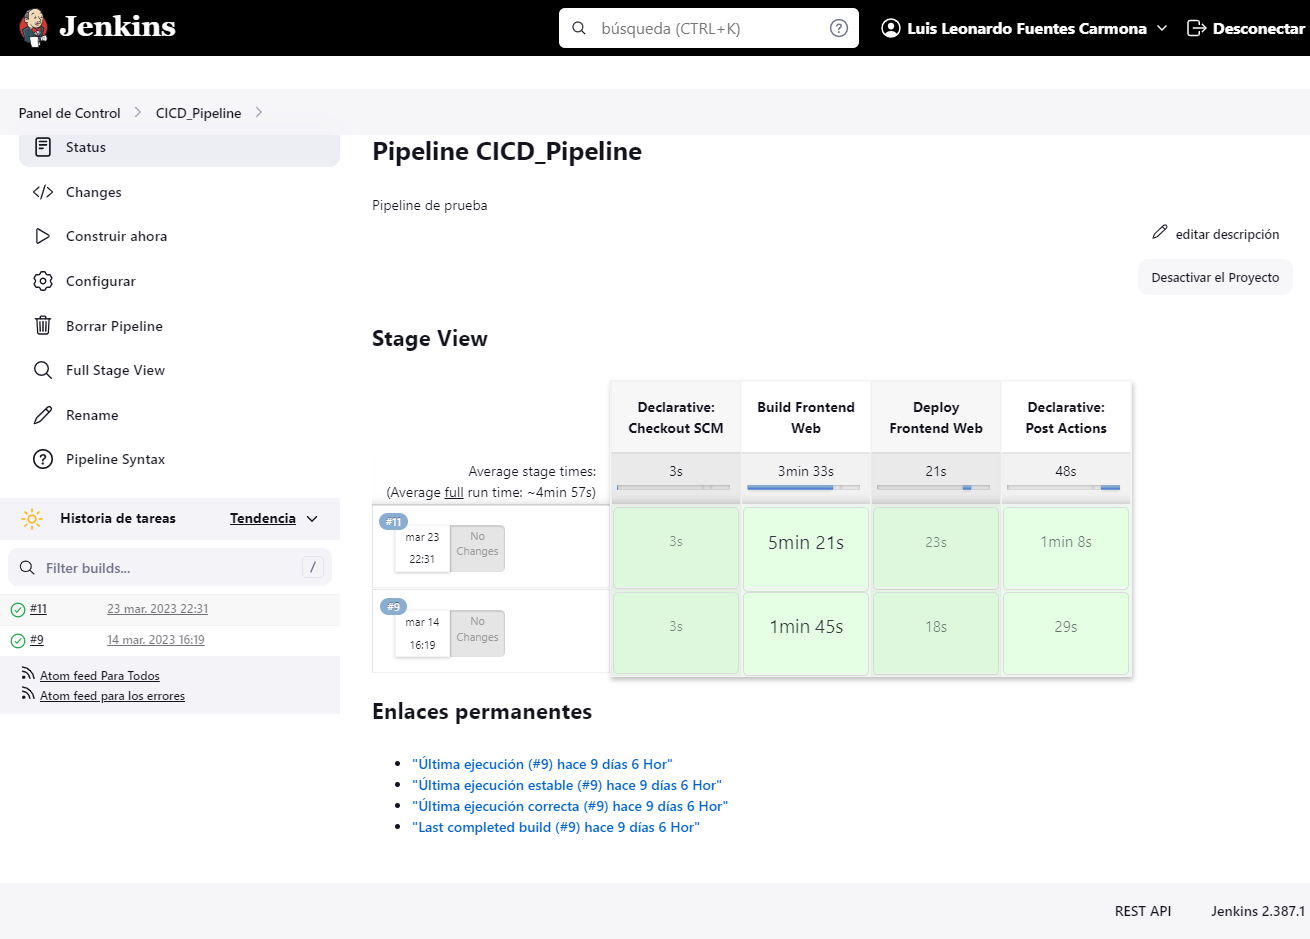 Jenkins
búsqueda (CTRL+K)
?
Luis Leonardo Fuentes Carmona
Desconectar
Panel de Control
CICD_Pipeline
Status
Changes
Construir ahora
Configurar
Borrar Pipeline
Full Stage View
Rename
Pipeline Syntax
Historia de tareas
Tendencia
Filter builds...
/
#11
23 mar. 2023 22:31
#9
14 mar. 2023 16:19
Atom feed Para Todos
Atom feed para los errores
Pipeline CICD_Pipeline
Pipeline de prueba
editar descripción
Desactivar el Proyecto
Stage View
Declarative:
Checkout SCM
Build Frontend
Web
Deploy
Frontend Web
Declarative:
Post Actions
Average stage times:
(Average full run time: ~4min 57s)
3s
3min 33s
21s
48s
#11
mar 23
22:31
No
Changes
3s
5min 21s
23s
1min 8s
#9
mar 14
16:19
No
Changes
3s
1min 45s
18s
29s
Enlaces permanentes
"Última ejecución (#9) hace 9 días 6 Hor"
"Última ejecución estable (#9) hace 9 días 6 Hor"
"Última ejecución correcta (#9) hace 9 días 6 Hor"
"Last completed build (#9) hace 9 días 6 Hor"
REST API
Jenkins 2.387.1